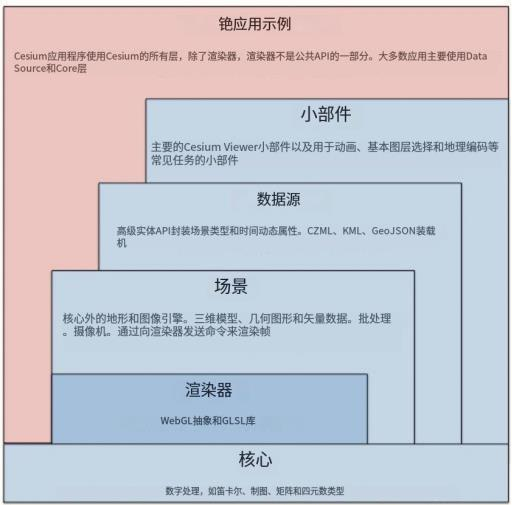 铯应用示例
Cesium应用程序使用Cesium的所有层，除了渲染器，渲染器不是公共API的一部分。大多数应用主要使用Data
Source和Core层
小部件
主要的Cesium Viewer小部件以及用于动画、基本图层选择和地理编码等
常见任务的小部件
数据源
高级实体API封装场景类型和时间动态属性。CZML、KML、GeoJSON装载
机
场景
核心外的地形和图像引擎。三维模型、几何图形和矢量数据。批处理
。摄像机。通过向渲染器发送命令来渲染帧
渲染器
WebGL抽象和GLSL库
核心
数字处理，如笛卡尔、制图、矩阵和四元数类型